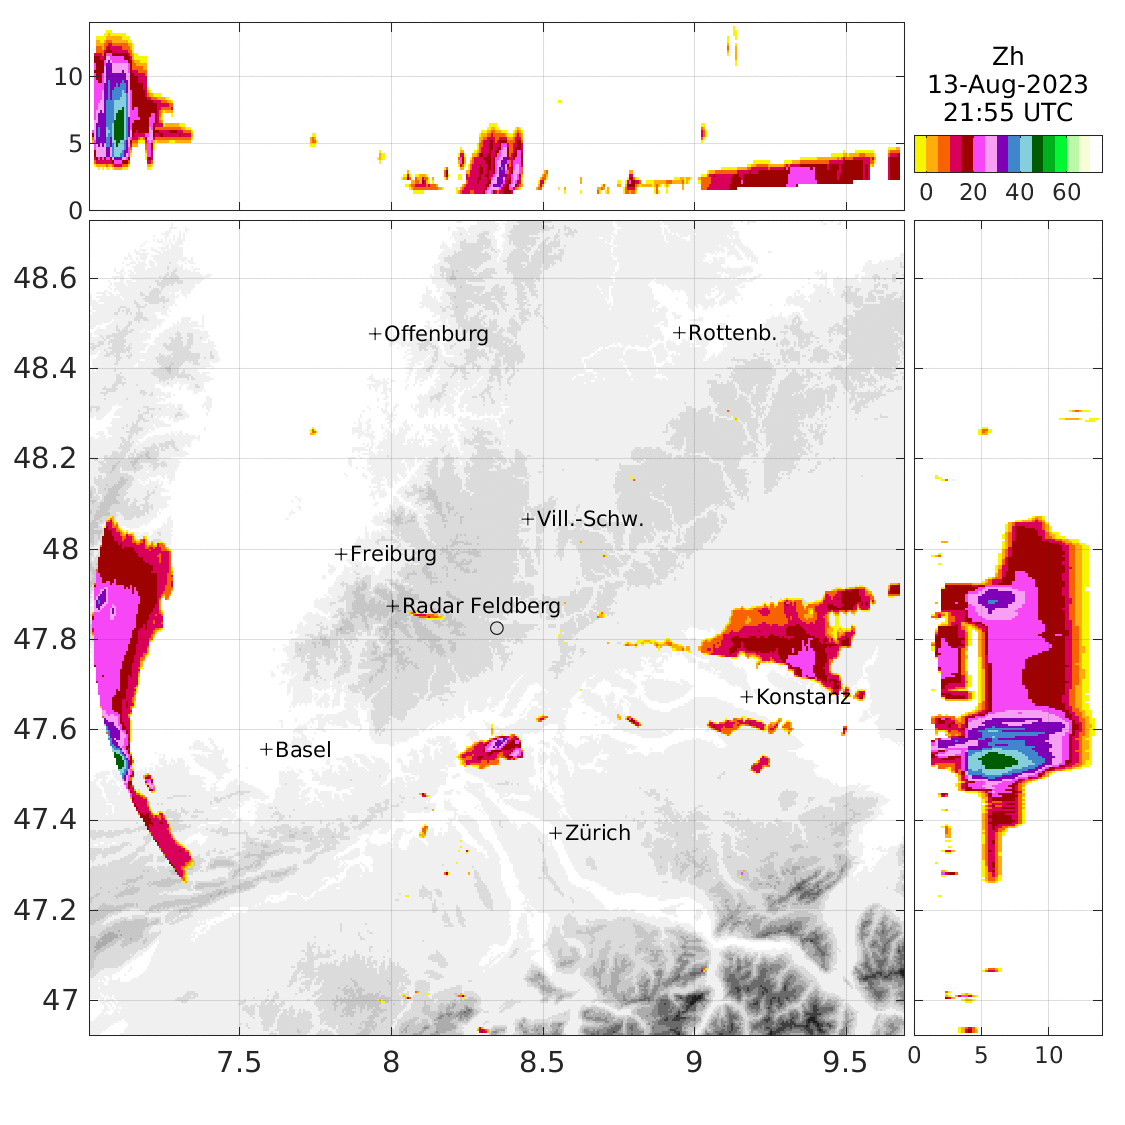 10
5
0
Zh
13-Aug-2023
21:55 UTC
0 20 40 60
48.6
48.4
48.2
48
47.8
47.6
47.4
47.2
47
Offenburg
Rottenb.
Vill.-Schw.
Freiburg
Radar Feldberg
Konstanz
Basel
Zürich
7.5 8 8.5 9 9.5
0 5 10